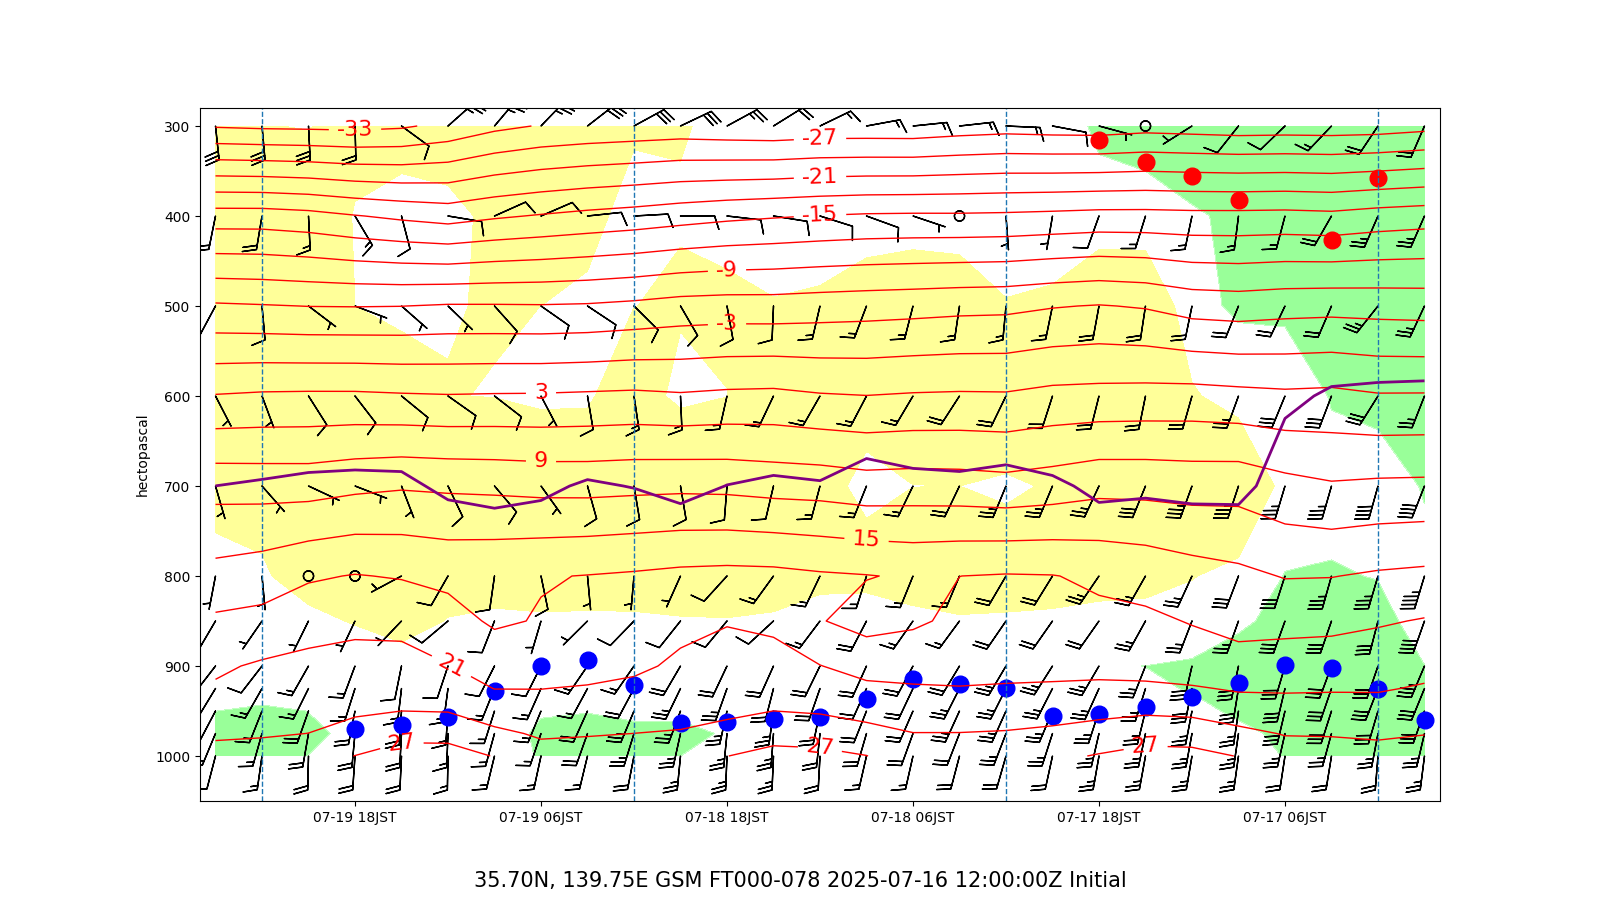 300
400
500
600
700
800
900
1000
hectopascal
-33
-27
-21
-15
-9
-3
3
9
15
21
27
27
27
07-19 18JST
07-19 06JST
07-18 18JST
07-18 06JST
07-17 18JST
07-17 06JST
35.70N, 139.75E GSM FT000-078 2025-07-16 12:00:00Z Initial